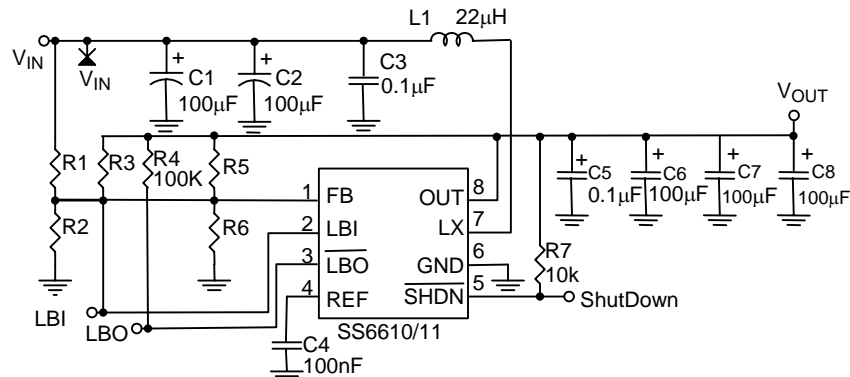 L1 22μH
VIN
VIN
C1
100μF
+
C2
100μF
+
C3
0.1μF
VOUT
R1
R3
R4
100K
R5
R2
R6
1 FB
2 LBI
3 LBO
4 REF
OUT 8
LX 7
GND 6
SHDN 5
SS6610/11
+
C5
0.1μF
+
C6
100μF
+
C7
100μF
+
C8
100μF
R7
10k
ShutDown
LBI
LBO
C4
100nF